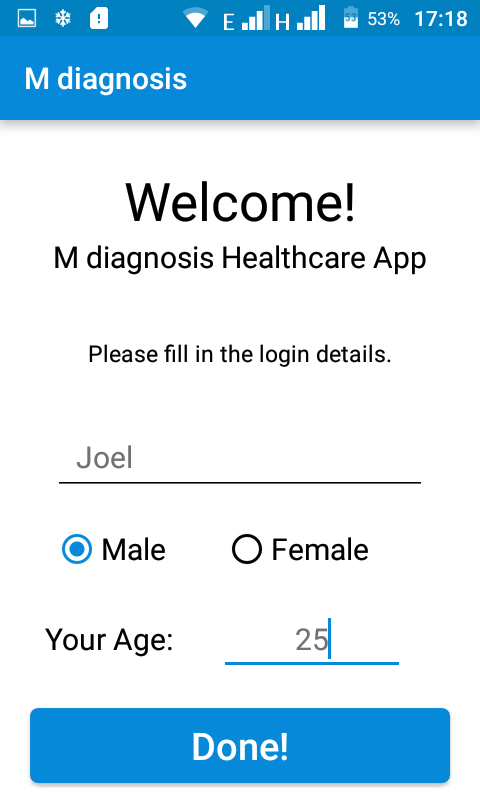 E H 53% 17:18
M diagnosis
Welcome!
M diagnosis Healthcare App
Please fill in the login details.
Joel
Male Female
Your Age: 25
Done!